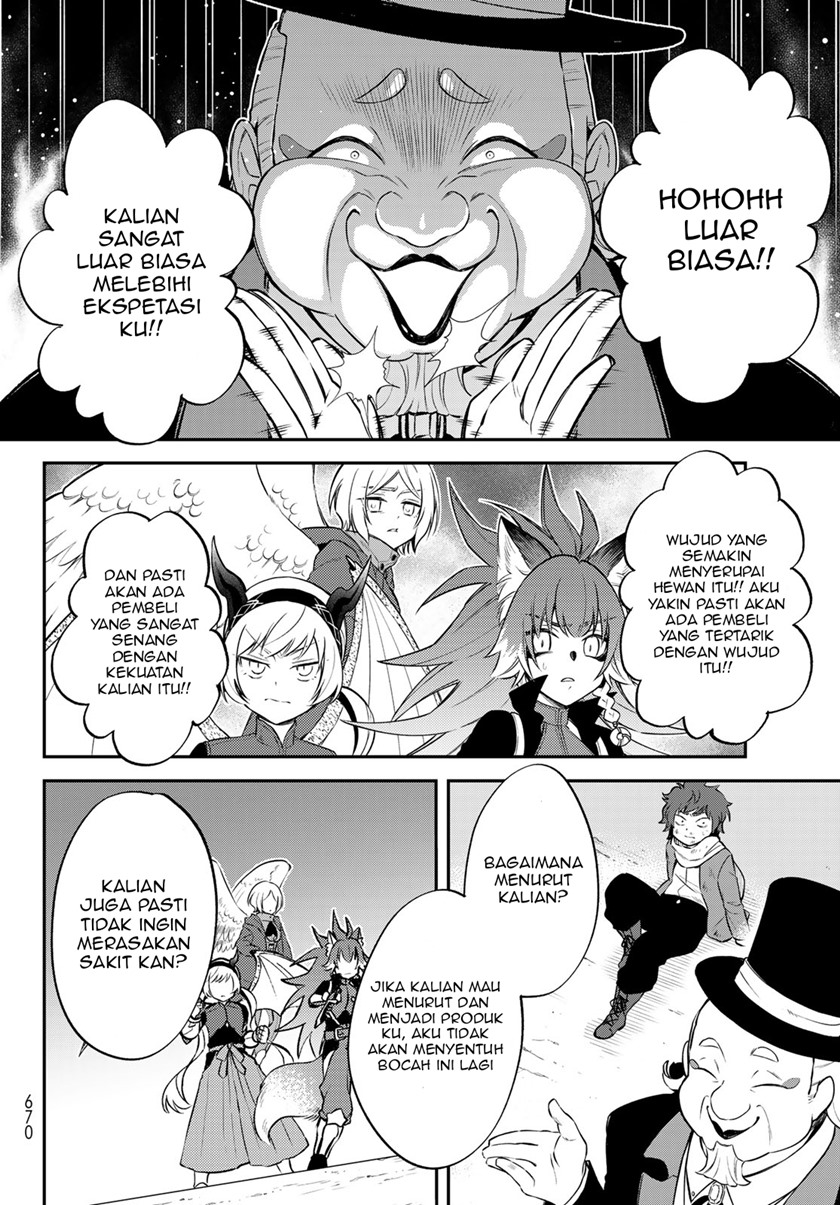 HOHOHH
LUAR
BIASA!!
KALIAN
SANGAT
LUAR BIASA
MELEBIHI
EKSPETASI
KU!!
WUJUD YANG
SEMAKIN
MENYERUPAI
HEWAN ITU!! AKU
YAKIN PASTI AKAN
ADA PEMBELI
YANG TERTARIK
DENGAN WUJUD
ITU!!
DAN PASTI
AKAN ADA
PEMBELI
YANG SANGAT
SENANG
DENGAN
KEKUATAN
KALIAN ITU!!
BAGAIMANA
MENURUT
KALIAN?
JIKA KALIAN MAU
MENURUT DAN
MENJADI PRODUK
KU, AKU TIDAK
AKAN MENYENTUH
BOCAH INI LAGI
KALIAN
JUGA PASTI
TIDAK INGIN
MERASAKAN
SAKIT KAN?
670